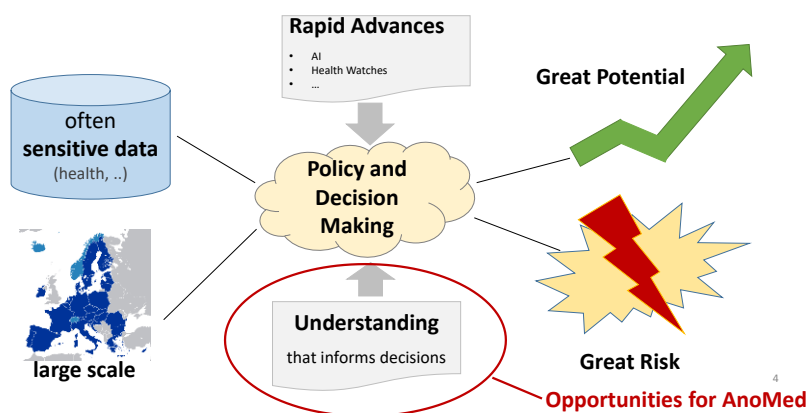 Rapid Advances
• AI
• Health Watches
• ...
often
sensitive data
(health, ..)
Great Potential
Policy and
Decision
Making
Understanding
that informs decisions
large scale
Great Risk
4
Opportunities for AnoMed